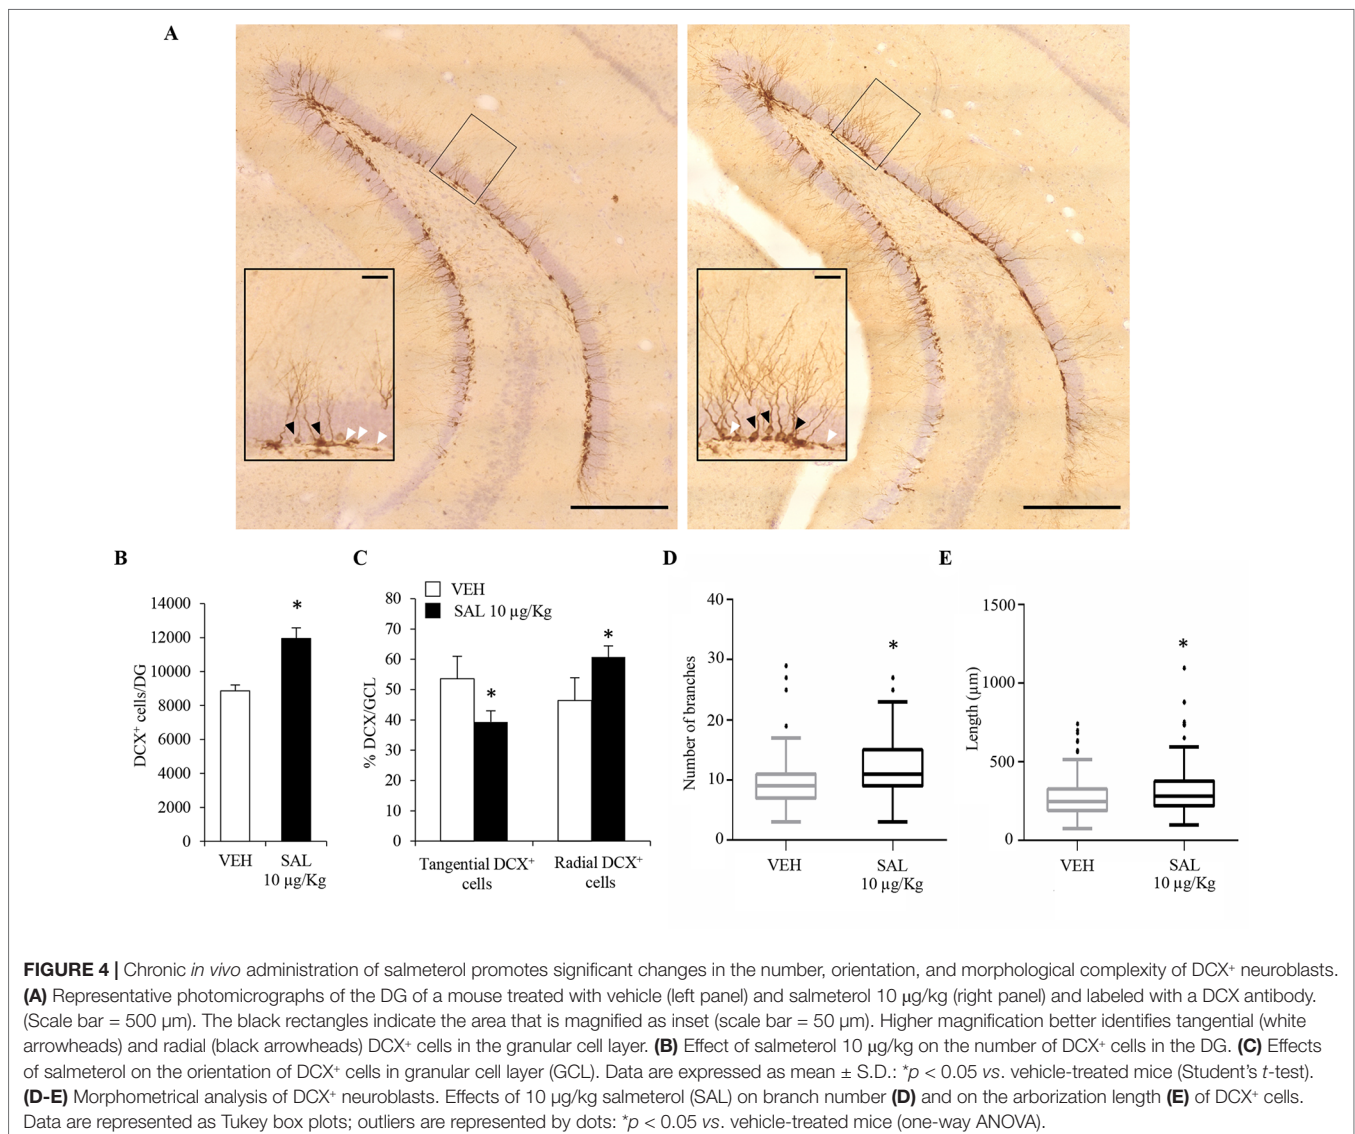 A
B
C
D
E
VEH
SAL 10 µg/Kg
DCX⁺ cells/DG
14000
12000
10000
8000
6000
4000
2000
0
*
VEH
SAL
10 µg/Kg
% DCX/GCL
80
70
60
50
40
30
20
10
0
*
*
Tangential DCX⁺
cells
Radial DCX⁺
cells
Number of branches
40
30
20
10
0
*
VEH
SAL
10 µg/Kg
Length (µm)
1500
1000
500
0
*
VEH
SAL
10 µg/Kg
FIGURE 4 | Chronic in vivo administration of salmeterol promotes significant changes in the number, orientation, and morphological complexity of DCX⁺ neuroblasts.
(A) Representative photomicrographs of the DG of a mouse treated with vehicle (left panel) and salmeterol 10 µg/kg (right panel) and labeled with a DCX antibody.
(Scale bar = 500 µm). The black rectangles indicate the area that is magnified as inset (scale bar = 50 µm). Higher magnification better identifies tangential (white
arrowheads) and radial (black arrowheads) DCX⁺ cells in the granular cell layer. (B) Effect of salmeterol 10 µg/kg on the number of DCX⁺ cells in the DG. (C) Effects
of salmeterol on the orientation of DCX⁺ cells in granular cell layer (GCL). Data are expressed as mean ± S.D.: *p < 0.05 vs. vehicle-treated mice (Student’s t-test).
(D-E) Morphometrical analysis of DCX⁺ neuroblasts. Effects of 10 µg/kg salmeterol (SAL) on branch number (D) and on the arborization length (E) of DCX⁺ cells.
Data are represented as Tukey box plots; outliers are represented by dots: *p < 0.05 vs. vehicle-treated mice (one-way ANOVA).